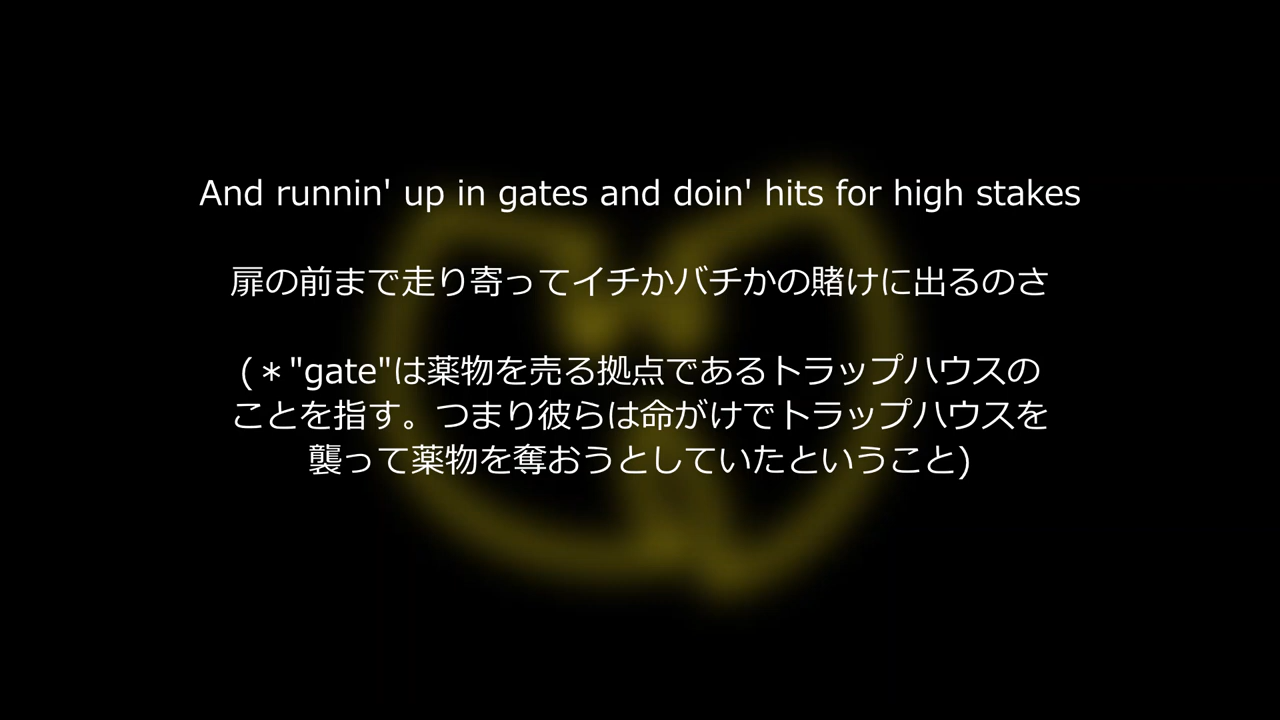 And runnin' up in gates and doin' hits for high stakes
扉の前まで走り寄ってイチかバチかの賭けに出るのさ
(＊"gate"は薬物を売る拠点であるトラップハウスの
ことを指す。つまり彼らは命がけでトラップハウスを
襲って薬物を奪おうとしていたということ)